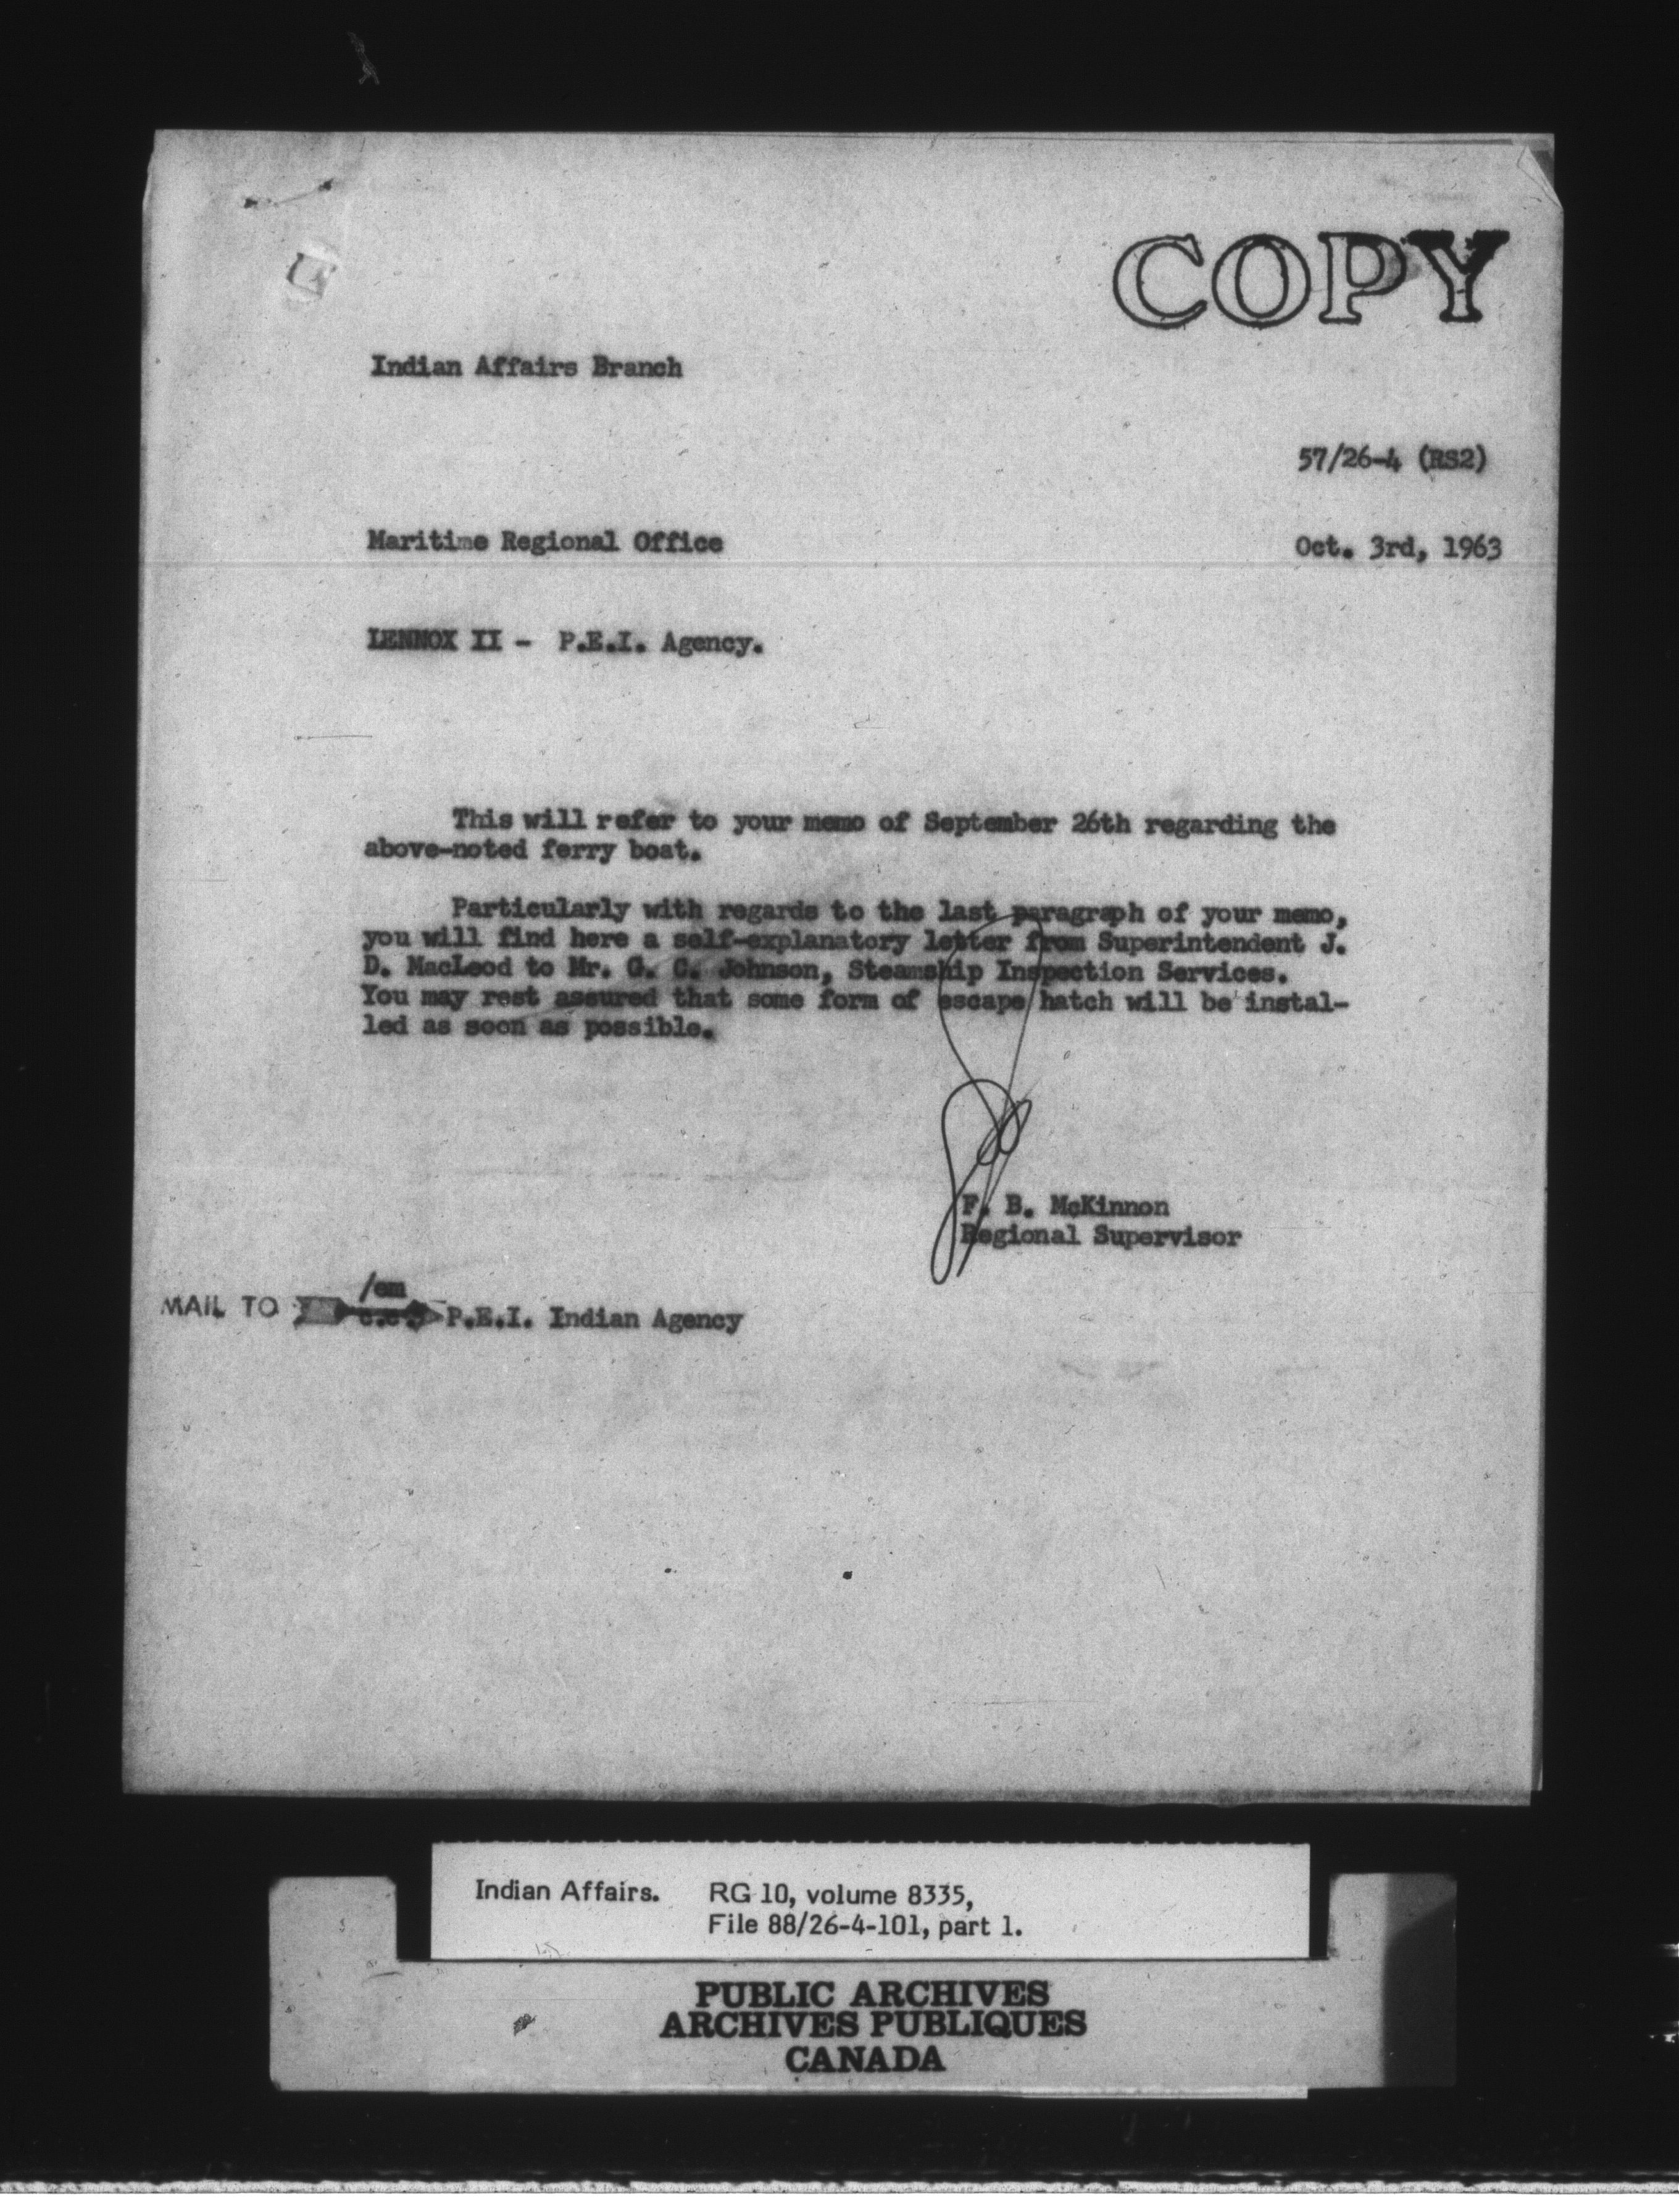 COPY
Indian Affairs Branch
57/26-4 (RS2)
Maritime Regional Office
Oct. 3rd, 1963
LENNOX II - P.E.I. Agency.
This will refer to your memo of September 26th regarding the
above-noted ferry boat.
Particularly with regards to the last paragraph of your memo,
you will find here a self-explanatory letter from Superintendent J.
D. MacLeod to Mr. G. C. Johnson, Steamship Inspection Services.
You may rest assured that some form of escape hatch will be instal-
led as soon as possible.
F. B. McKinnon
Regional Supervisor
/em
MAIL TO c.c. P.E.I. Indian Agency
Indian Affairs. RG 10, volume 8335,
File 88/26-4-101, part 1.
PUBLIC ARCHIVES
ARCHIVES PUBLIQUES
CANADA